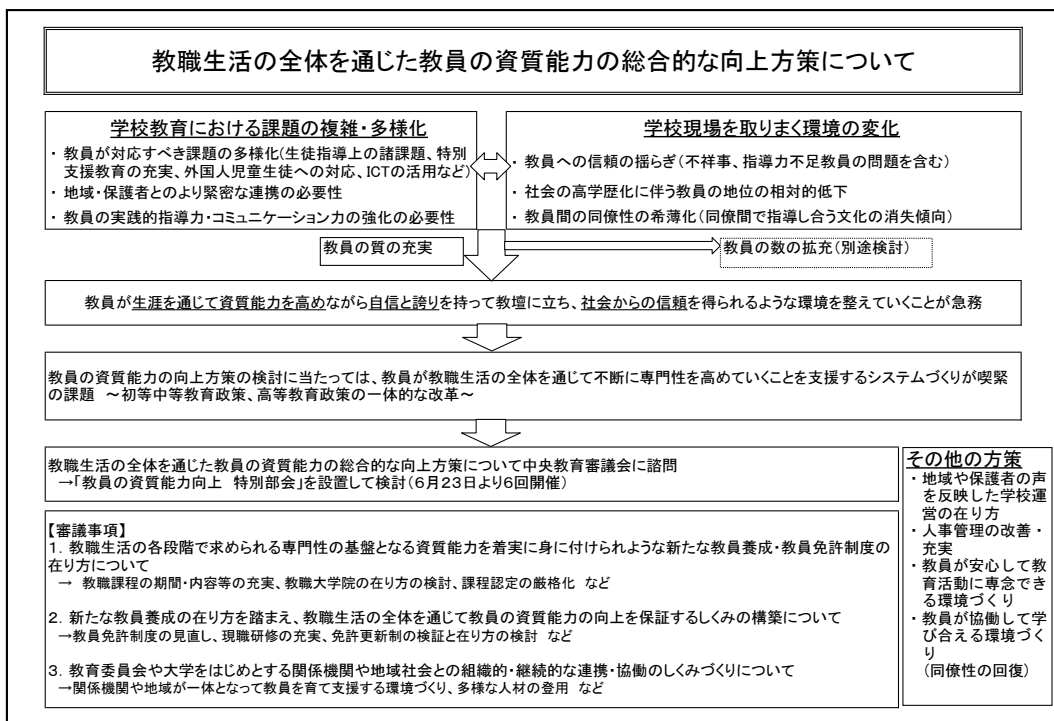 教職生活の全体を通じた教員の資質能力の総合的な向上方策について
学校教育における課題の複雑・多様化
・ 教員が対応すべき課題の多様化(生徒指導上の諸課題、特別
支援教育の充実、外国人児童生徒への対応、ICTの活用など)
・ 地域・保護者とのより緊密な連携の必要性
・ 教員の実践的指導力・コミュニケーション力の強化の必要性
学校現場を取りまく環境の変化
・ 教員への信頼の揺らぎ(不祥事、指導力不足教員の問題を含む)
・ 社会の高学歴化に伴う教員の地位の相対的低下
・ 教員間の同僚性の希薄化(同僚間で指導し合う文化の消失傾向)
教員の質の充実
教員の数の拡充(別途検討)
教員が生涯を通じて資質能力を高めながら自信と誇りを持って教壇に立ち、社会からの信頼を得られるような環境を整えていくことが急務
教員の資質能力の向上方策の検討に当たっては、教員が教職生活の全体を通じて不断に専門性を高めていくことを支援するシステムづくりが喫緊
の課題 ～初等中等教育政策、高等教育政策の一体的な改革～
教職生活の全体を通じた教員の資質能力の総合的な向上方策について中央教育審議会に諮問
→「教員の資質能力向上 特別部会」を設置して検討(6月23日より6回開催)
【審議事項】
1. 教職生活の各段階で求められる専門性の基盤となる資質能力を着実に身に付けられような新たな教員養成・教員免許制度の
在り方について
→ 教職課程の期間・内容等の充実、教職大学院の在り方の検討、課程認定の厳格化 など
2. 新たな教員養成の在り方を踏まえ、教職生活の全体を通じて教員の資質能力の向上を保証するしくみの構築について
→教員免許制度の見直し、現職研修の充実、免許更新制の検証と在り方の検討 など
3. 教育委員会や大学をはじめとする関係機関や地域社会との組織的・継続的な連携・協働のしくみづくりについて
→関係機関や地域が一体となって教員を育て支援する環境づくり、多様な人材の登用 など
その他の方策
・地域や保護者の声
を反映した学校運
営の在り方
・人事管理の改善・
充実
・教員が安心して教
育活動に専念でき
る環境づくり
・教員が協働して学
び合える環境づく
り
(同僚性の回復)